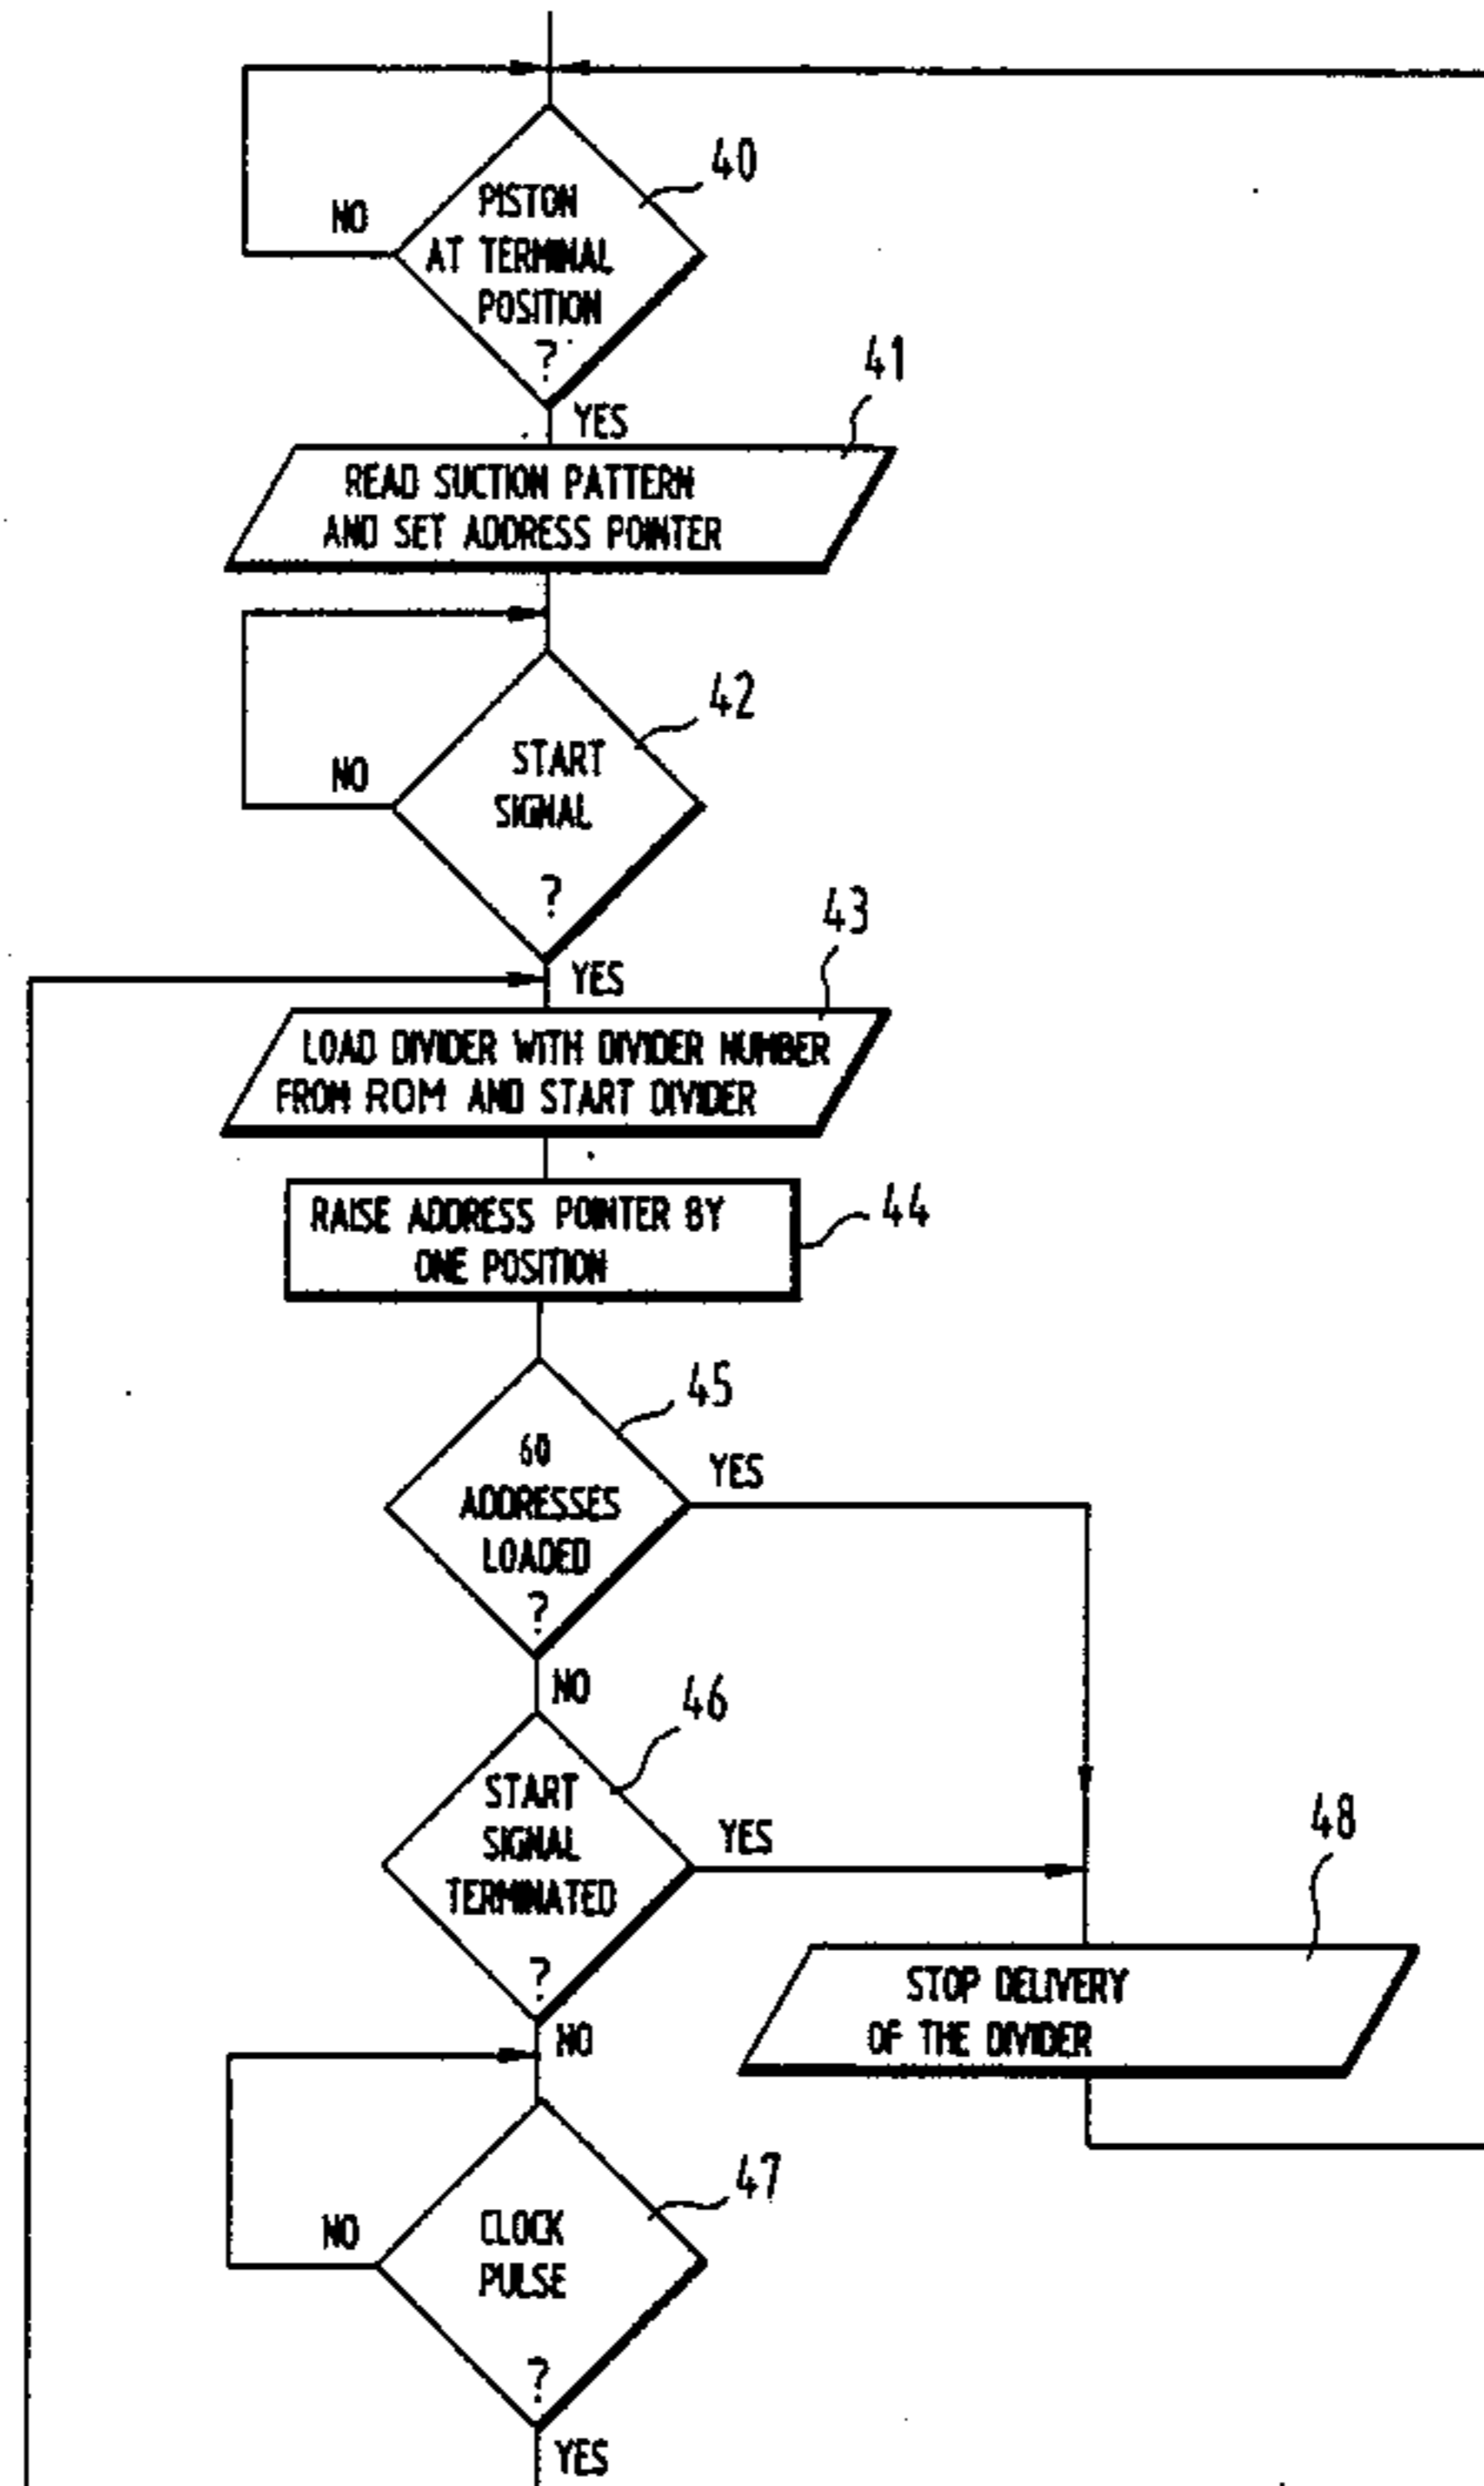 40
NO
PISTON
AT TERMINAL
POSITION
?
YES
41
READ SUCTION PATTERN
AND SET ADDRESS POINTER
42
NO
START
SIGNAL
?
YES
43
LOAD DIVIDER WITH DIVIDER NUMBER
FROM ROM AND START DIVIDER
RAISE ADDRESS POINTER BY
ONE POSITION
44
45
60
ADDRESSES
LOADED
?
YES
NO
46
START
SIGNAL
TERMINATED
?
YES
NO
48
STOP DELIVERY
OF THE DIVIDER
47
NO
CLOCK
PULSE
?
YES